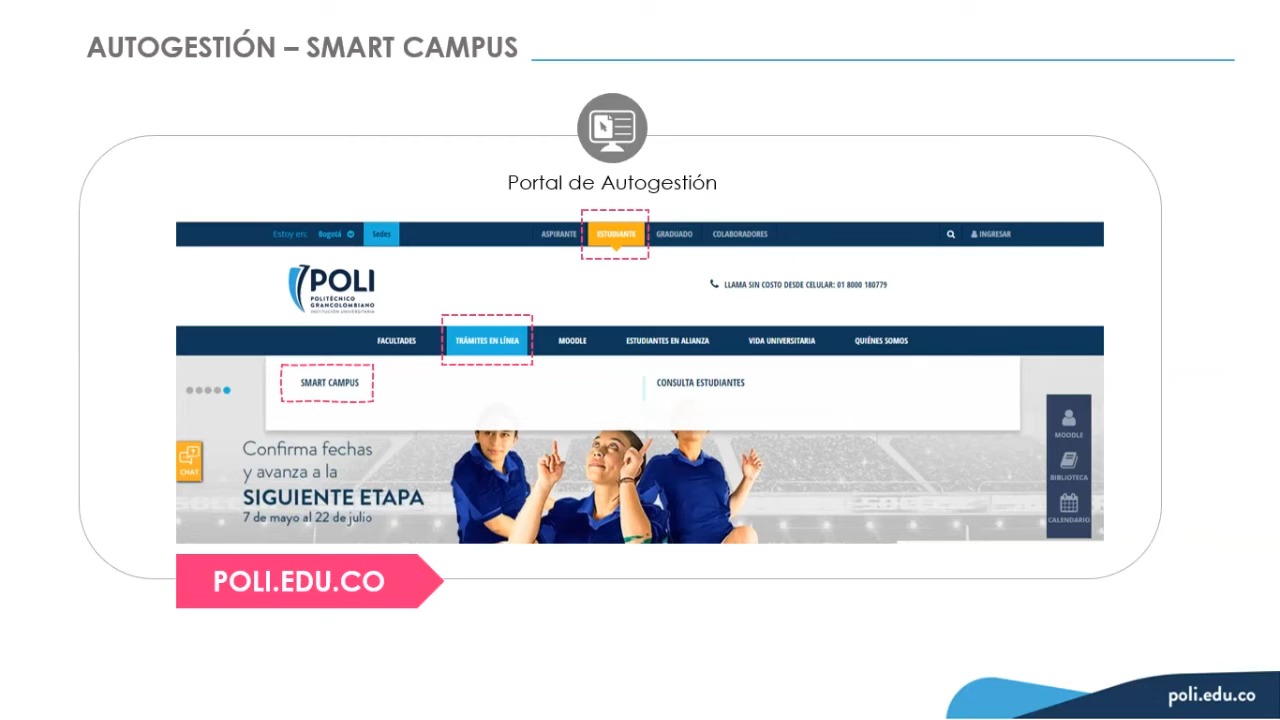 AUTOGESTIÓN – SMART CAMPUS
Portal de Autogestión
Estoy en: Bogotá Sedes ASPIRANTE ESTUDIANTE GRADUADO COLABORADORES INGRESAR
POLI
POLITÉCNICO
GRANCOLOMBIANO
INSTITUCIÓN UNIVERSITARIA
LLAMA SIN COSTO DESDE CELULAR: 01 8000 180779
FACULTADES TRÁMITES EN LÍNEA MOODLE ESTUDIANTES EN ALIANZA VIDA UNIVERSITARIA QUIÉNES SOMOS
SMART CAMPUS CONSULTA ESTUDIANTES
Confirma fechas
y avanza a la
SIGUIENTE ETAPA
7 de mayo al 22 de julio
CHAT
MOODLE
BIBLIOTECA
CALENDARIO
POLI.EDU.CO
poli.edu.co